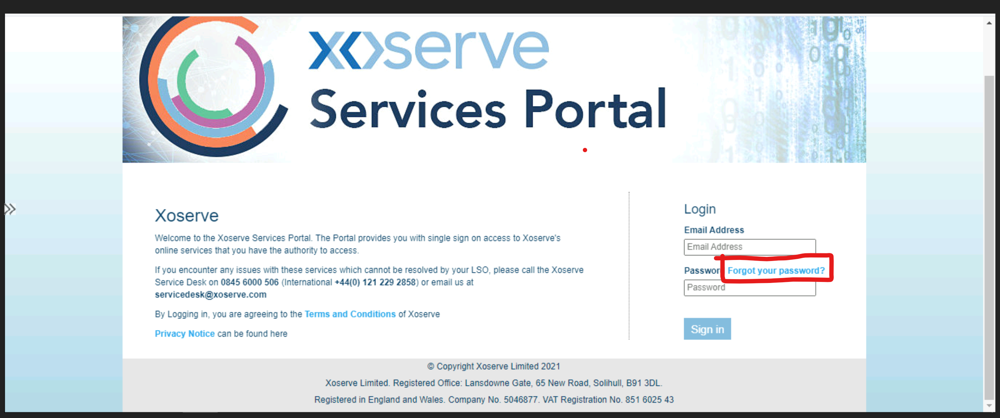 xoserve
Services Portal
Xoserve
Welcome to the Xoserve Services Portal. The Portal provides you with single sign on access to Xoserve's
online services that you have the authority to access.
If you encounter any issues with these services which cannot be resolved by your LSO, please call the Xoserve
Service Desk on 0845 6000 506 (International +44(0) 121 229 2858) or email us at
servicedesk@xoserve.com
By Logging in, you are agreeing to the Terms and Conditions of Xoserve
Privacy Notice can be found here
Login
Email Address
Email Address
Password Forgot your password?
Password
Sign in
© Copyright Xoserve Limited 2021
Xoserve Limited. Registered Office: Lansdowne Gate, 65 New Road, Solihull, B91 3DL.
Registered in England and Wales. Company No. 5046877. VAT Registration No. 851 6025 43